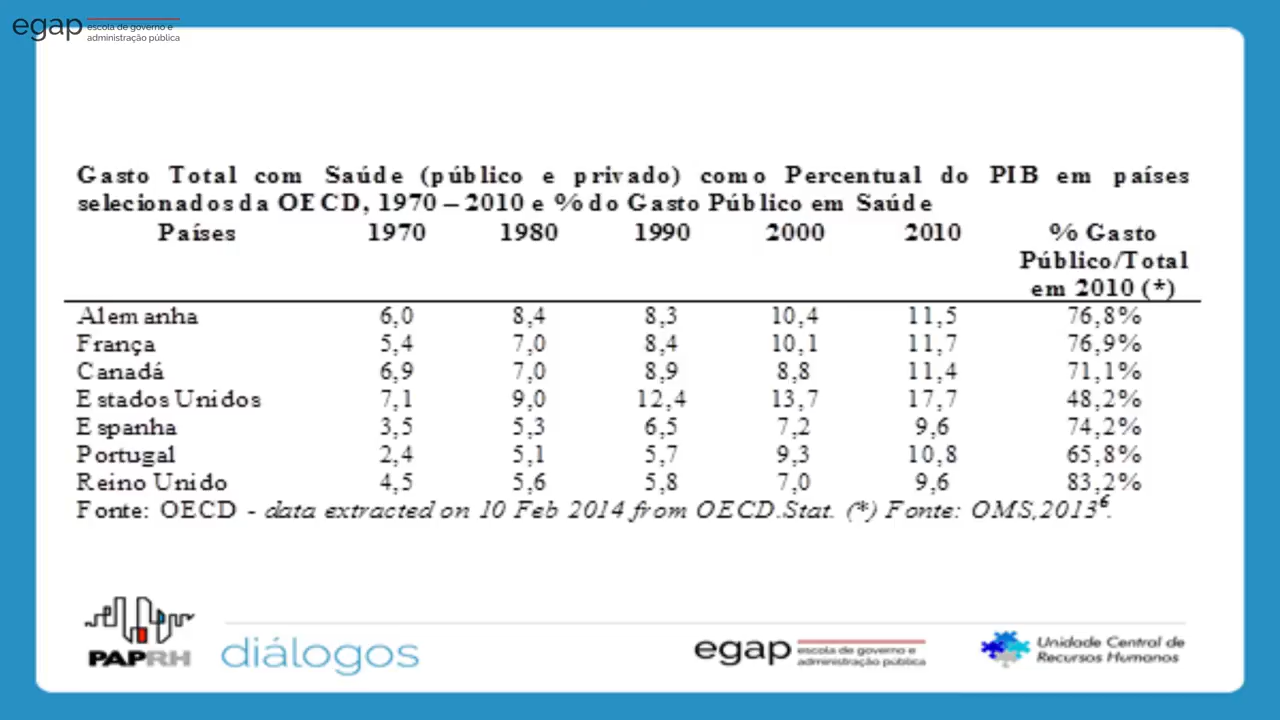 egap escola de governo e
administração pública
Gasto Total com Saúde (público e privado) como Percentual do PIB em países
selecionados da OECD, 1970 – 2010 e % do Gasto Público em Saúde
Países 1970 1980 1990 2000 2010 % Gasto
Público/Total
em 2010 (*)
Alemanha 6,0 8,4 8,3 10,4 11,5 76,8%
França 5,4 7,0 8,4 10,1 11,7 76,9%
Canadá 6,9 7,0 8,9 8,8 11,4 71,1%
Estados Unidos 7,1 9,0 12,4 13,7 17,7 48,2%
Espanha 3,5 5,3 6,5 7,2 9,6 74,2%
Portugal 2,4 5,1 5,7 9,3 10,8 65,8%
Reino Unido 4,5 5,6 5,8 7,0 9,6 83,2%
Fonte: OECD - data extracted on 10 Feb 2014 from OECD.Stat. (*) Fonte: OMS,2013⁶.
PAPRH diálogos egap escola de governo e
administração pública
Unidade Central de
Recursos Humanos